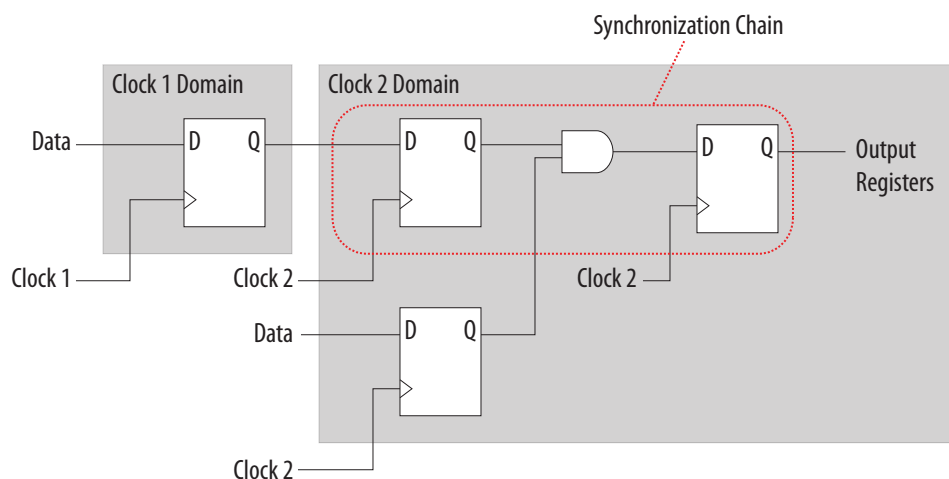 Synchronization Chain
Clock 1 Domain
Clock 2 Domain
Data
D
Q
D
Q
D
Q
Output
Registers
Clock 1
Clock 2
Clock 2
Data
D
Q
Clock 2